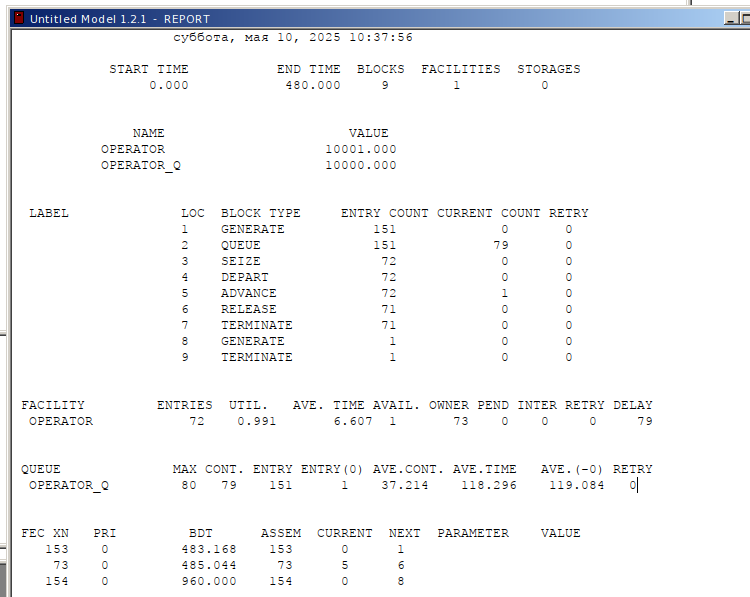 Untitled Model 1.2.1 - REPORT
суббота, мая 10, 2025 10:37:56
START TIME END TIME BLOCKS FACILITIES STORAGES
0.000 480.000 9 1 0
NAME VALUE
OPERATOR 10001.000
OPERATOR_Q 10000.000
LABEL LOC BLOCK TYPE ENTRY COUNT CURRENT COUNT RETRY
1 GENERATE 151 0 0
2 QUEUE 151 79 0
3 SEIZE 72 0 0
4 DEPART 72 0 0
5 ADVANCE 72 1 0
6 RELEASE 71 0 0
7 TERMINATE 71 0 0
8 GENERATE 1 0 0
9 TERMINATE 1 0 0
FACILITY ENTRIES UTIL. AVE. TIME AVAIL. OWNER PEND INTER RETRY DELAY
OPERATOR 72 0.991 6.607 1 73 0 0 0 79
QUEUE MAX CONT. ENTRY ENTRY(0) AVE.CONT. AVE.TIME AVE.(-0) RETRY
OPERATOR_Q 80 79 151 1 37.214 118.296 119.084 0
FEC XN PRI BDT ASSEM CURRENT NEXT PARAMETER VALUE
153 0 483.168 153 0 1
73 0 485.044 73 5 6
154 0 960.000 154 0 8